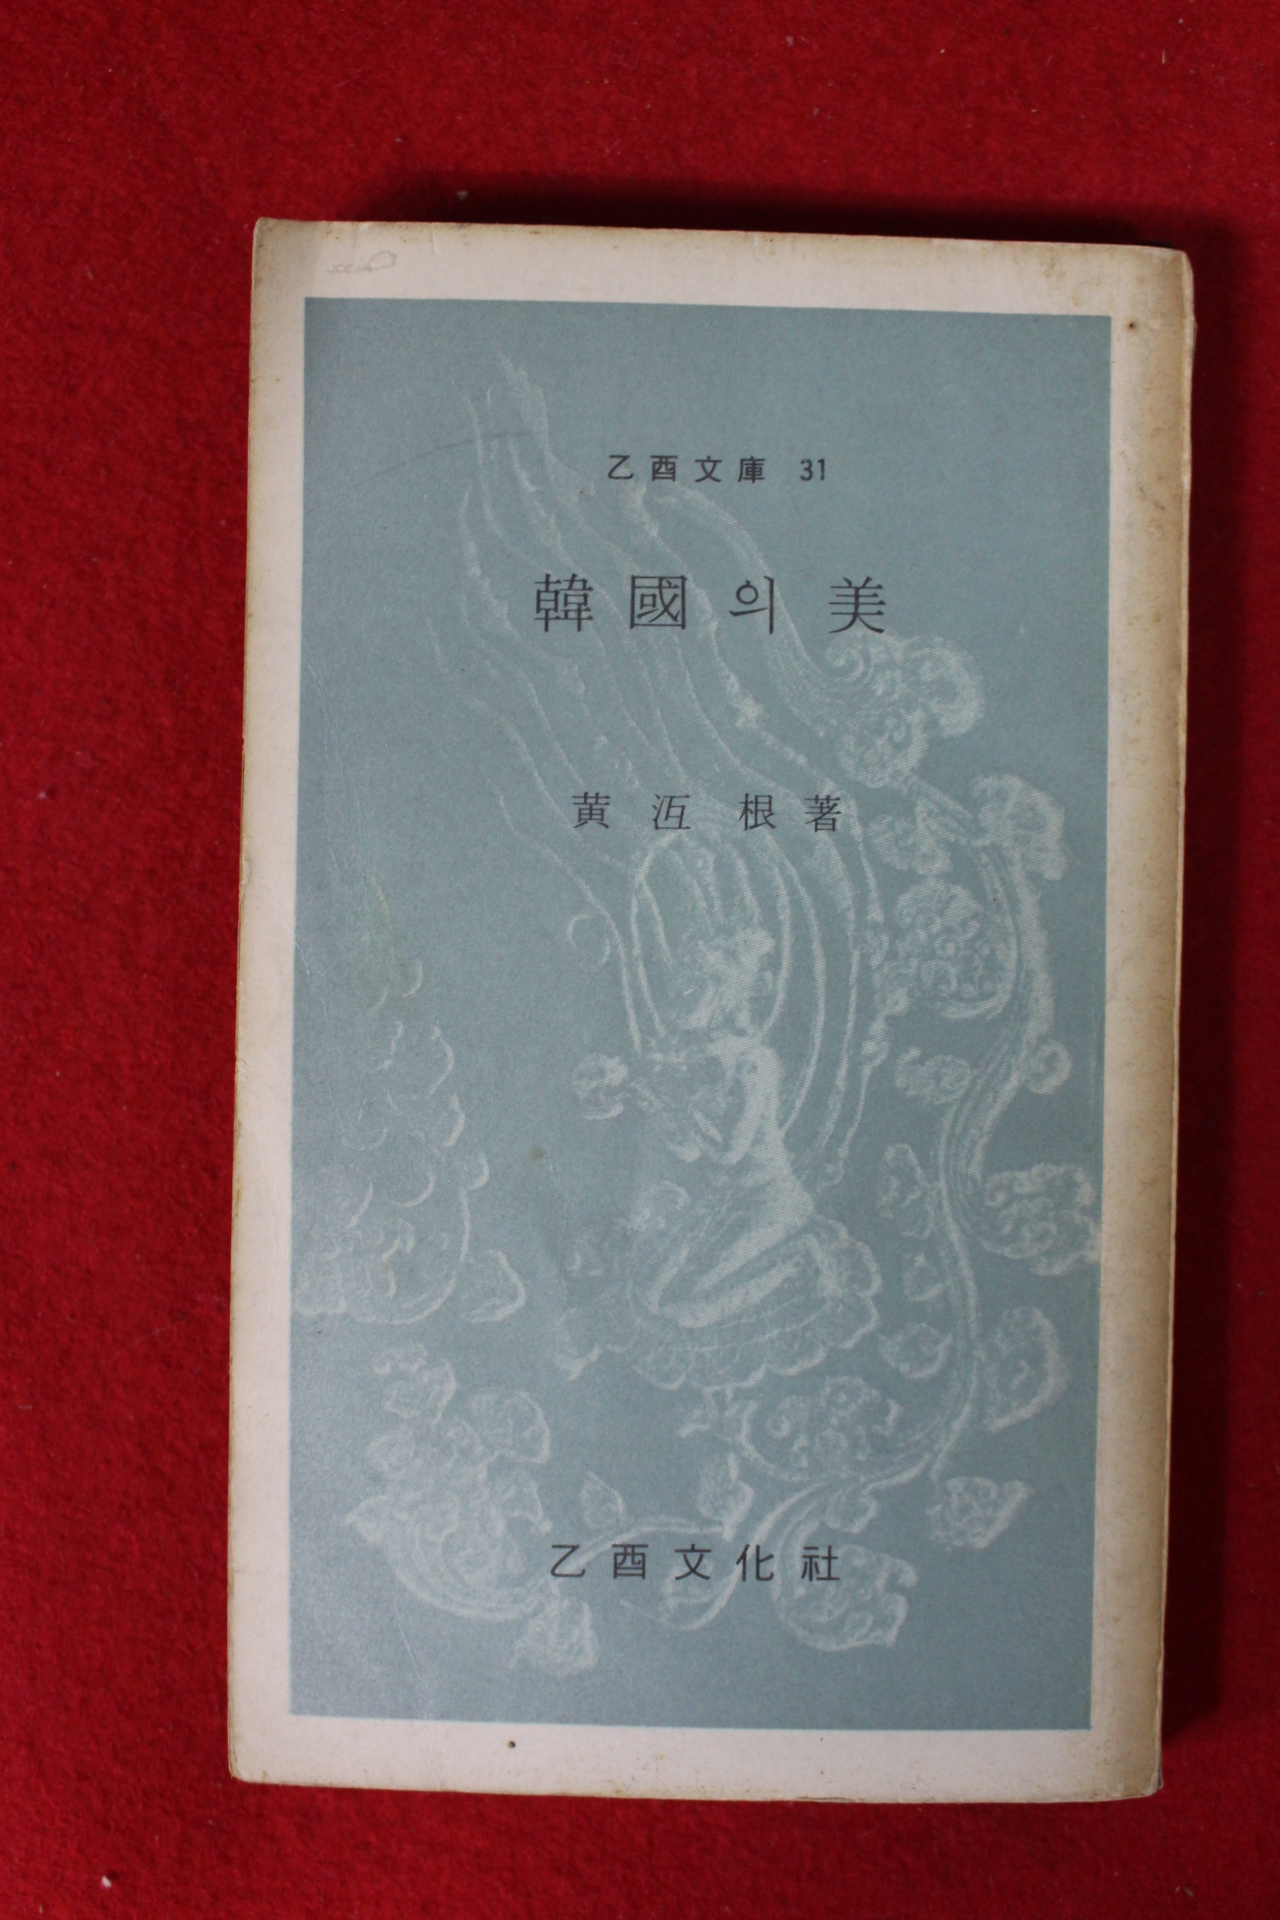 乙酉文庫 31
韓國의 美
黃沍根 著
乙酉文化社